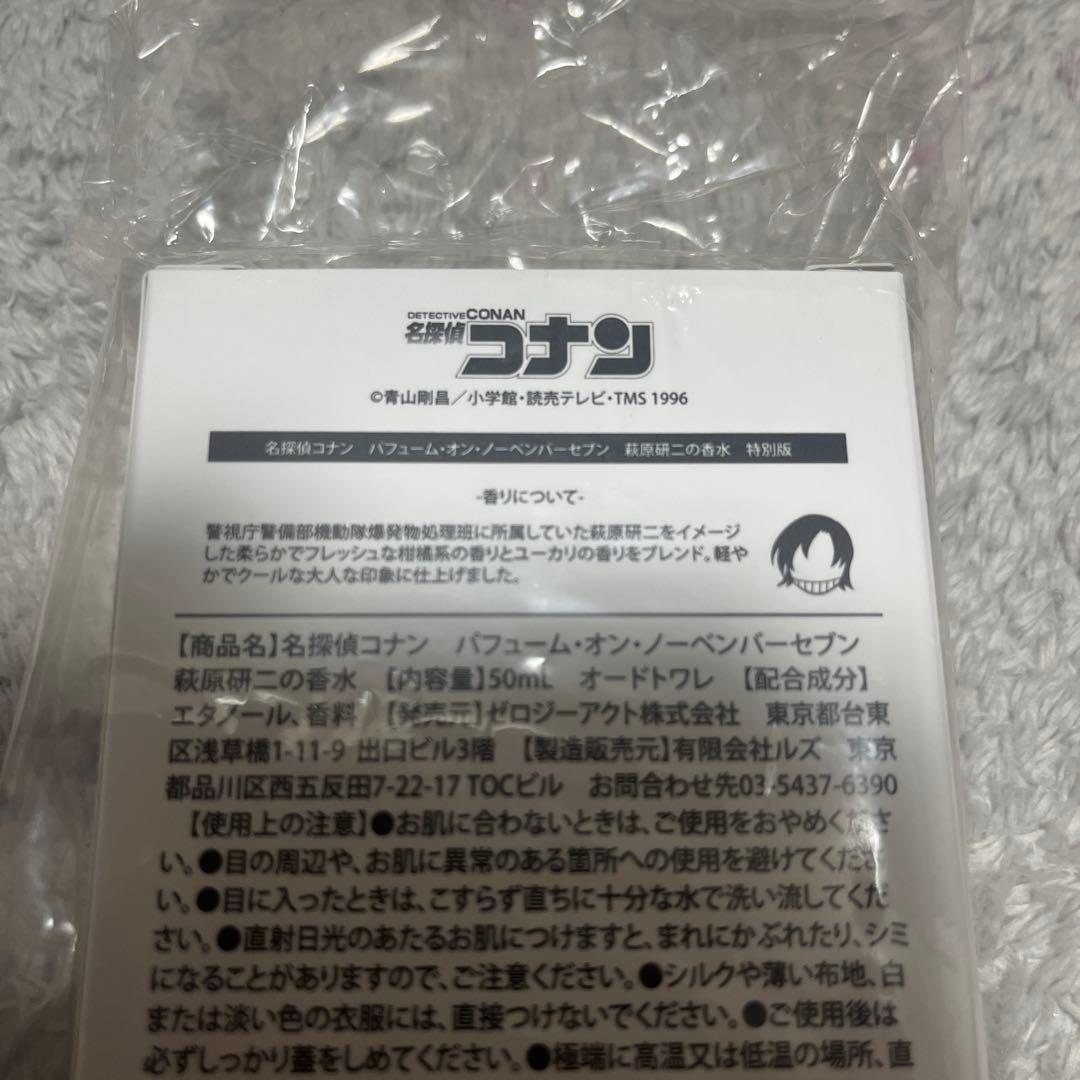 DETECTIVE CONAN
名探偵コナン
©青山剛昌／小学館・読売テレビ・TMS 1996
名探偵コナン　パフューム・オン・ノーベンバーセブン　萩原研二の香水　特別版
-香りについて-
警視庁警備部機動隊爆発物処理班に所属していた萩原研二をイメージ
した柔らかでフレッシュな柑橘系の香りとユーカリの香りをブレンド。軽や
かでクールな大人な印象に仕上げました。
【商品名】名探偵コナン　パフューム・オン・ノーベンバーセブン
萩原研二の香水　【内容量】50mL　オードトワレ　【配合成分】
エタノール、香料　【発売元】ゼロジーアクト株式会社　東京都台東
区浅草橋1-11-9 出口ビル3階　【製造販売元】有限会社ルズ　東京
都品川区西五反田7-22-17 TOCビル　お問合わせ先03-5437-6390
【使用上の注意】●お肌に合わないときは、ご使用をおやめくださ
い。●目の周辺や、お肌に異常のある箇所への使用を避けてくださ
い。●目に入ったときは、こすらず直ちに十分な水で洗い流してくだ
さい。●直射日光のあたるお肌につけますと、まれにかぶれたり、シミ
になることがありますので、ご注意ください。●シルクや薄い布地、白
または淡い色の衣服には、直接つけないでください。●ご使用後は
必ずしっかり蓋をしめてください。●極端に高温又は低温の場所、直